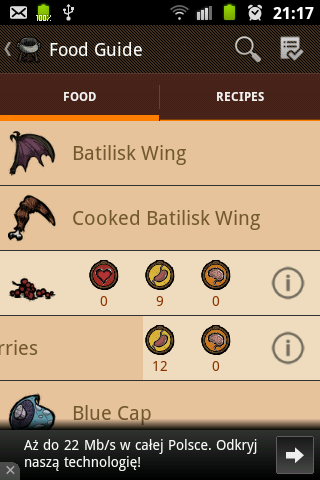 100%
21:17
Food Guide
FOOD
RECIPES
Batilisk Wing
Cooked Batilisk Wing
0
9
0
rries
12
0
Blue Cap
Aż do 22 Mb/s w całej Polsce. Odkryj
naszą technologię!